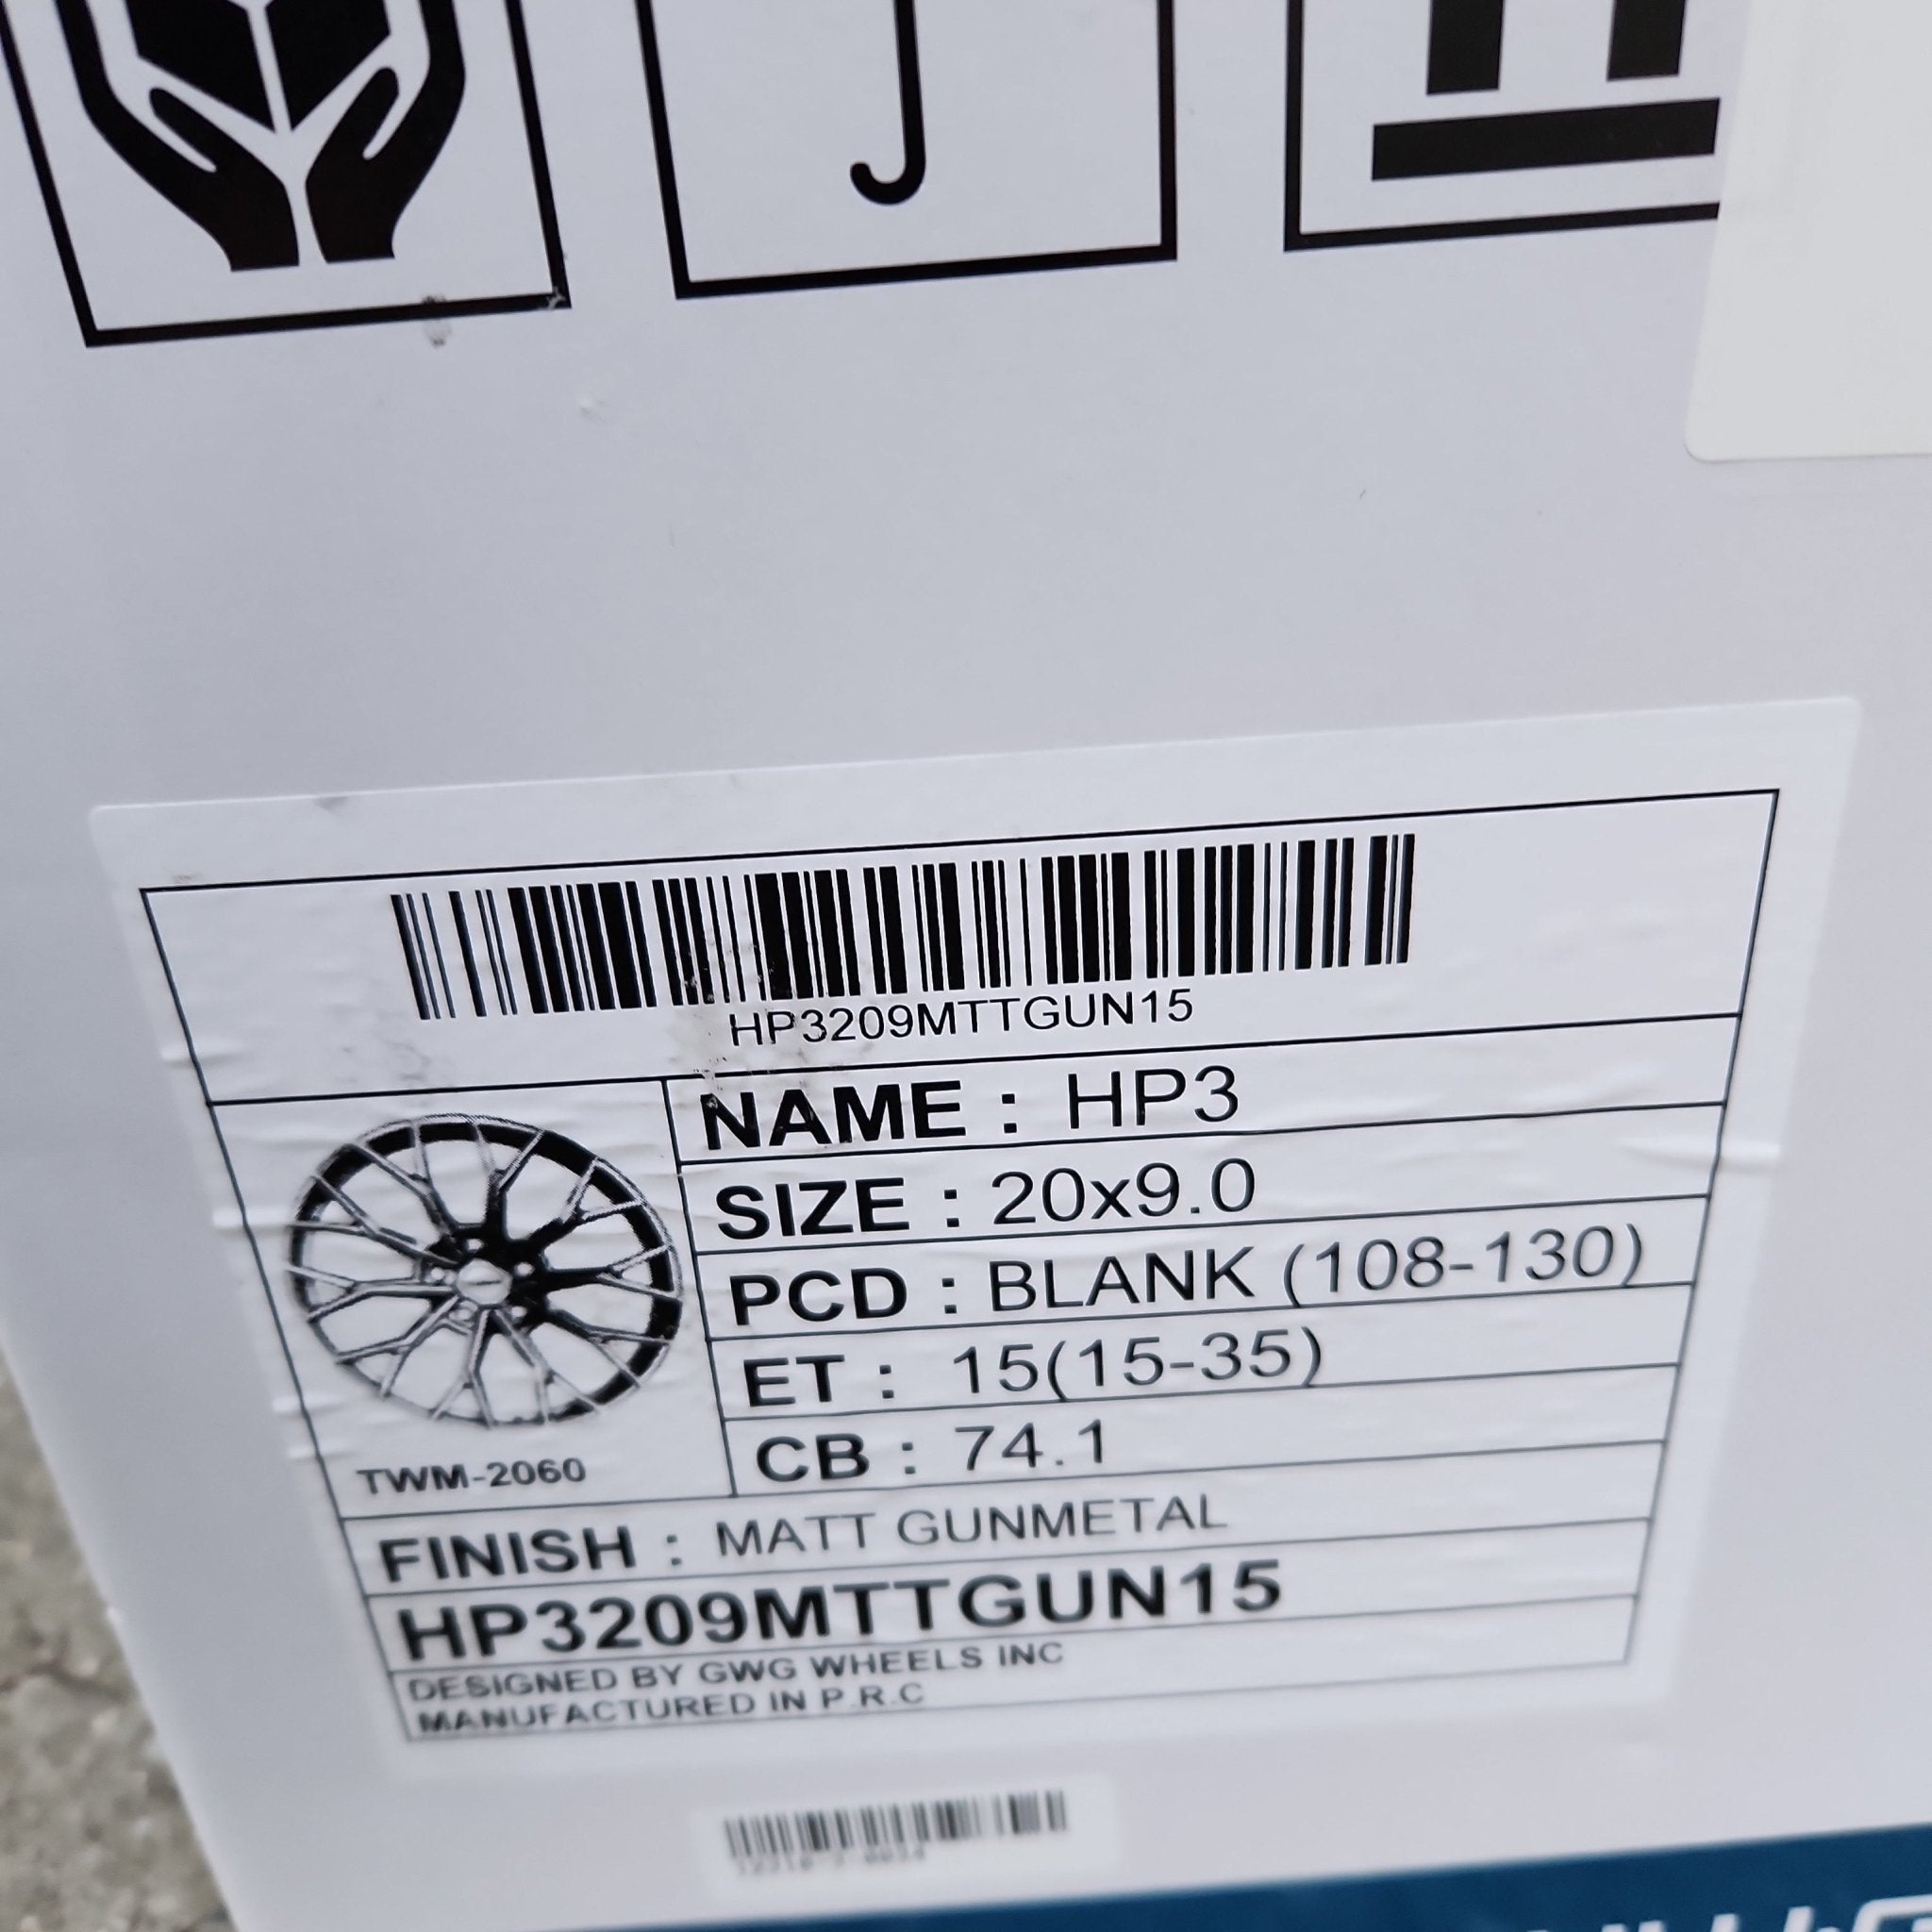 HP3209MTTGUN15
NAME : HP3
SIZE : 20x9.0
PCD : BLANK (108-130)
ET : 15(15-35)
CB : 74.1
TWM-2060
FINISH : MATT GUNMETAL
HP3209MTTGUN15
DESIGNED BY GWG WHEELS INC
MANUFACTURED IN P.R.C